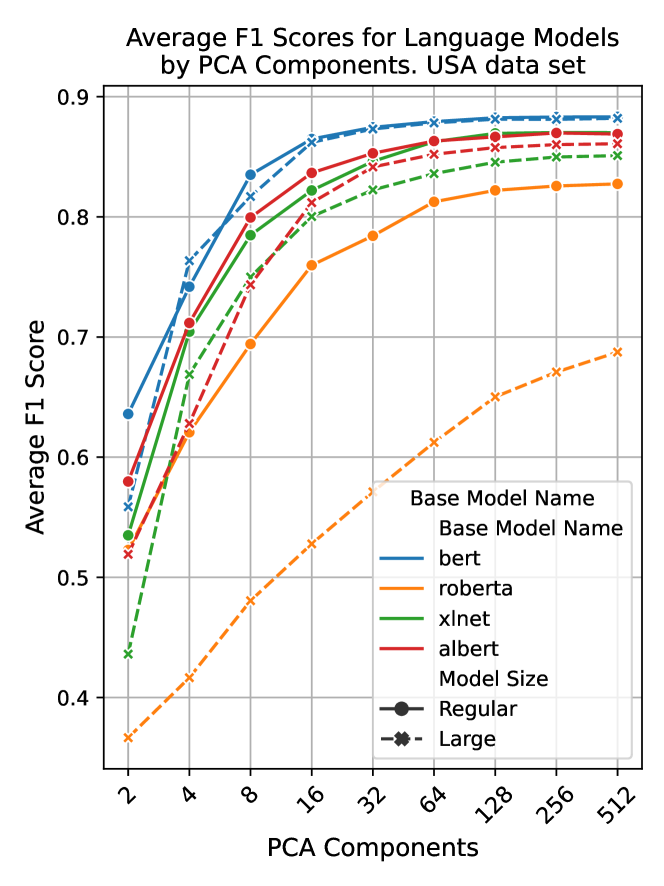 Average F1 Scores for Language Models
by PCA Components. USA data set
0.9
0.8
0.7
0.6
0.5
0.4
Average F1 Score
Base Model Name
Base Model Name
bert
roberta
xlnet
albert
Model Size
Regular
Large
2 4 8 16 32 64 128 256 512
PCA Components